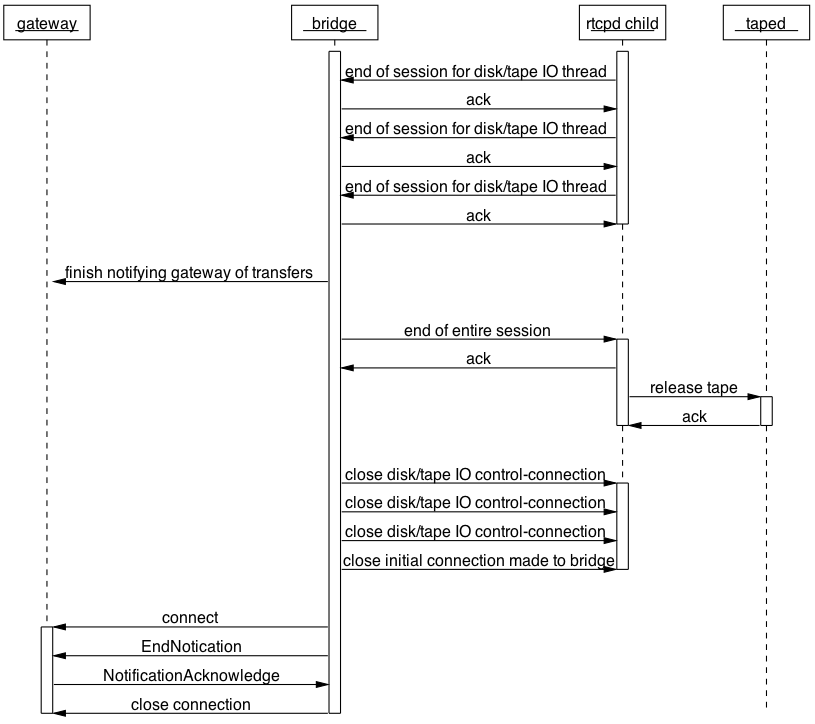 gateway
bridge
rtcpd child
taped
end of session for disk/tape IO thread
ack
end of session for disk/tape IO thread
ack
end of session for disk/tape IO thread
ack
finish notifying gateway of transfers
end of entire session
ack
release tape
ack
close disk/tape IO control-connection
close disk/tape IO control-connection
close disk/tape IO control-connection
close initial connection made to bridge
connect
EndNotication
NotificationAcknowledge
close connection